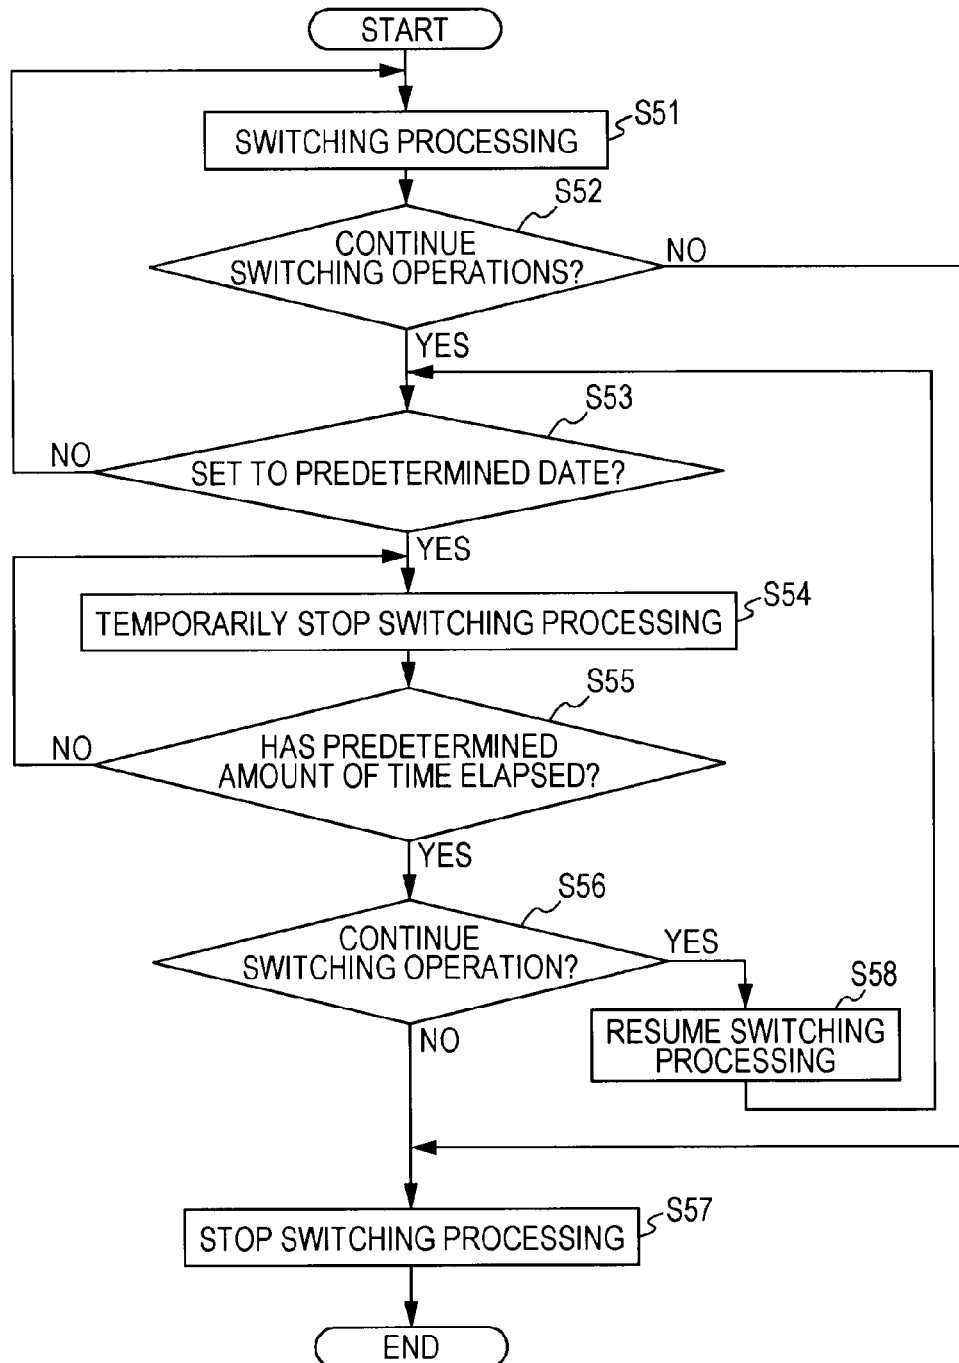 START
S51
SWITCHING PROCESSING
S52
CONTINUE
SWITCHING OPERATIONS?
NO
YES
S53
NO
SET TO PREDETERMINED DATE?
YES
S54
TEMPORARILY STOP SWITCHING PROCESSING
S55
NO
HAS PREDETERMINED
AMOUNT OF TIME ELAPSED?
YES
S56
CONTINUE
SWITCHING OPERATION?
YES
S58
NO
RESUME SWITCHING
PROCESSING
S57
STOP SWITCHING PROCESSING
END